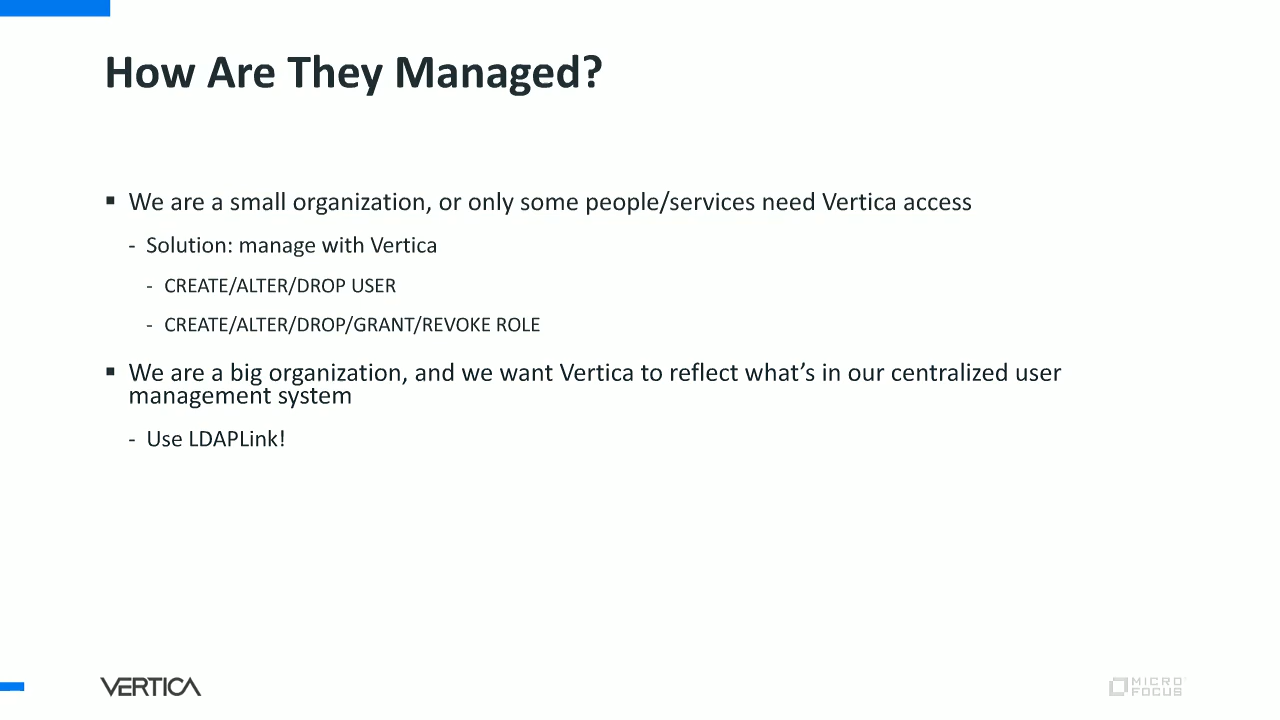 How Are They Managed?
▪ We are a small organization, or only some people/services need Vertica access
- Solution: manage with Vertica
- CREATE/ALTER/DROP USER
- CREATE/ALTER/DROP/GRANT/REVOKE ROLE
▪ We are a big organization, and we want Vertica to reflect what’s in our centralized user
management system
- Use LDAPLink!
VERTICA
MICRO
FOCUS